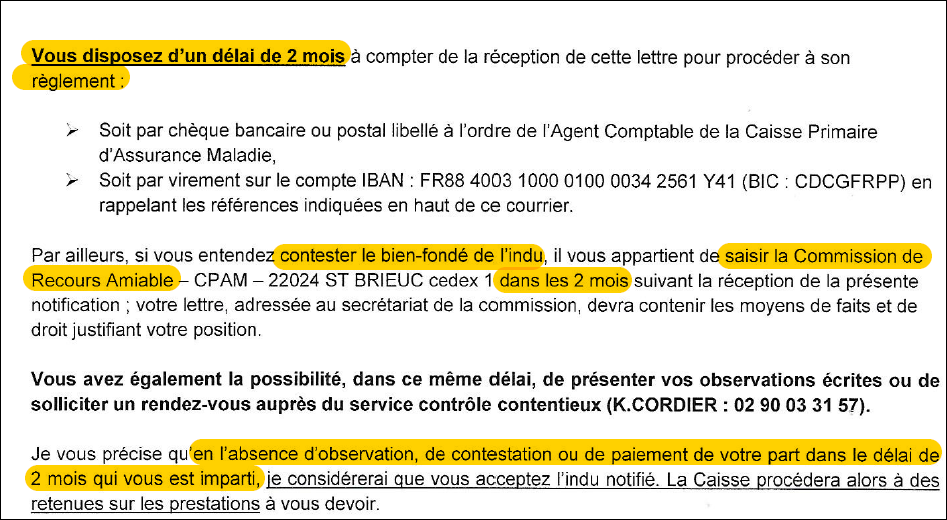 Vous disposez d'un délai de 2 mois à compter de la réception de cette lettre pour procéder à son
règlement :
➢ Soit par chèque bancaire ou postal libellé à l'ordre de l'Agent Comptable de la Caisse Primaire
d'Assurance Maladie,
➢ Soit par virement sur le compte IBAN : FR88 4003 1000 0100 0034 2561 Y41 (BIC : CDCGFRPP) en
rappelant les références indiquées en haut de ce courrier.
Par ailleurs, si vous entendez contester le bien-fondé de l'indu, il vous appartient de saisir la Commission de
Recours Amiable – CPAM – 22024 ST BRIEUC cedex 1 dans les 2 mois suivant la réception de la présente
notification ; votre lettre, adressée au secrétariat de la commission, devra contenir les moyens de faits et de
droit justifiant votre position.
Vous avez également la possibilité, dans ce même délai, de présenter vos observations écrites ou de
solliciter un rendez-vous auprès du service contrôle contentieux (K.CORDIER : 02 90 03 31 57).
Je vous précise qu'en l'absence d'observation, de contestation ou de paiement de votre part dans le délai de
2 mois qui vous est imparti, je considérerai que vous acceptez l'indu notifié. La Caisse procédera alors à des
retenues sur les prestations à vous devoir.